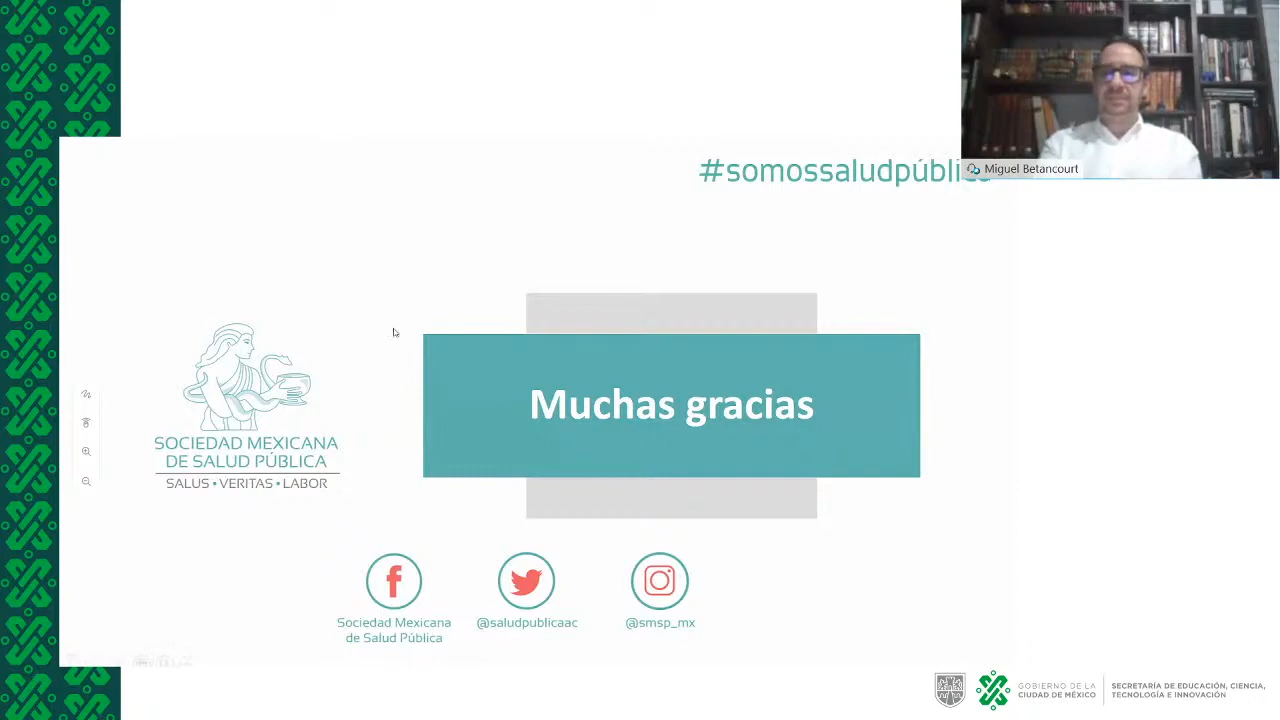 Miguel Betancourt
#somossaludpública
Muchas gracias
SOCIEDAD MEXICANA
DE SALUD PÚBLICA
SALUS • VERITAS • LABOR
Sociedad Mexicana
de Salud Pública
@saludpublicaac
@smsp_mx
GOBIERNO DE LA
CIUDAD DE MÉXICO
SECRETARÍA DE EDUCACIÓN, CIENCIA,
TECNOLOGÍA E INNOVACIÓN